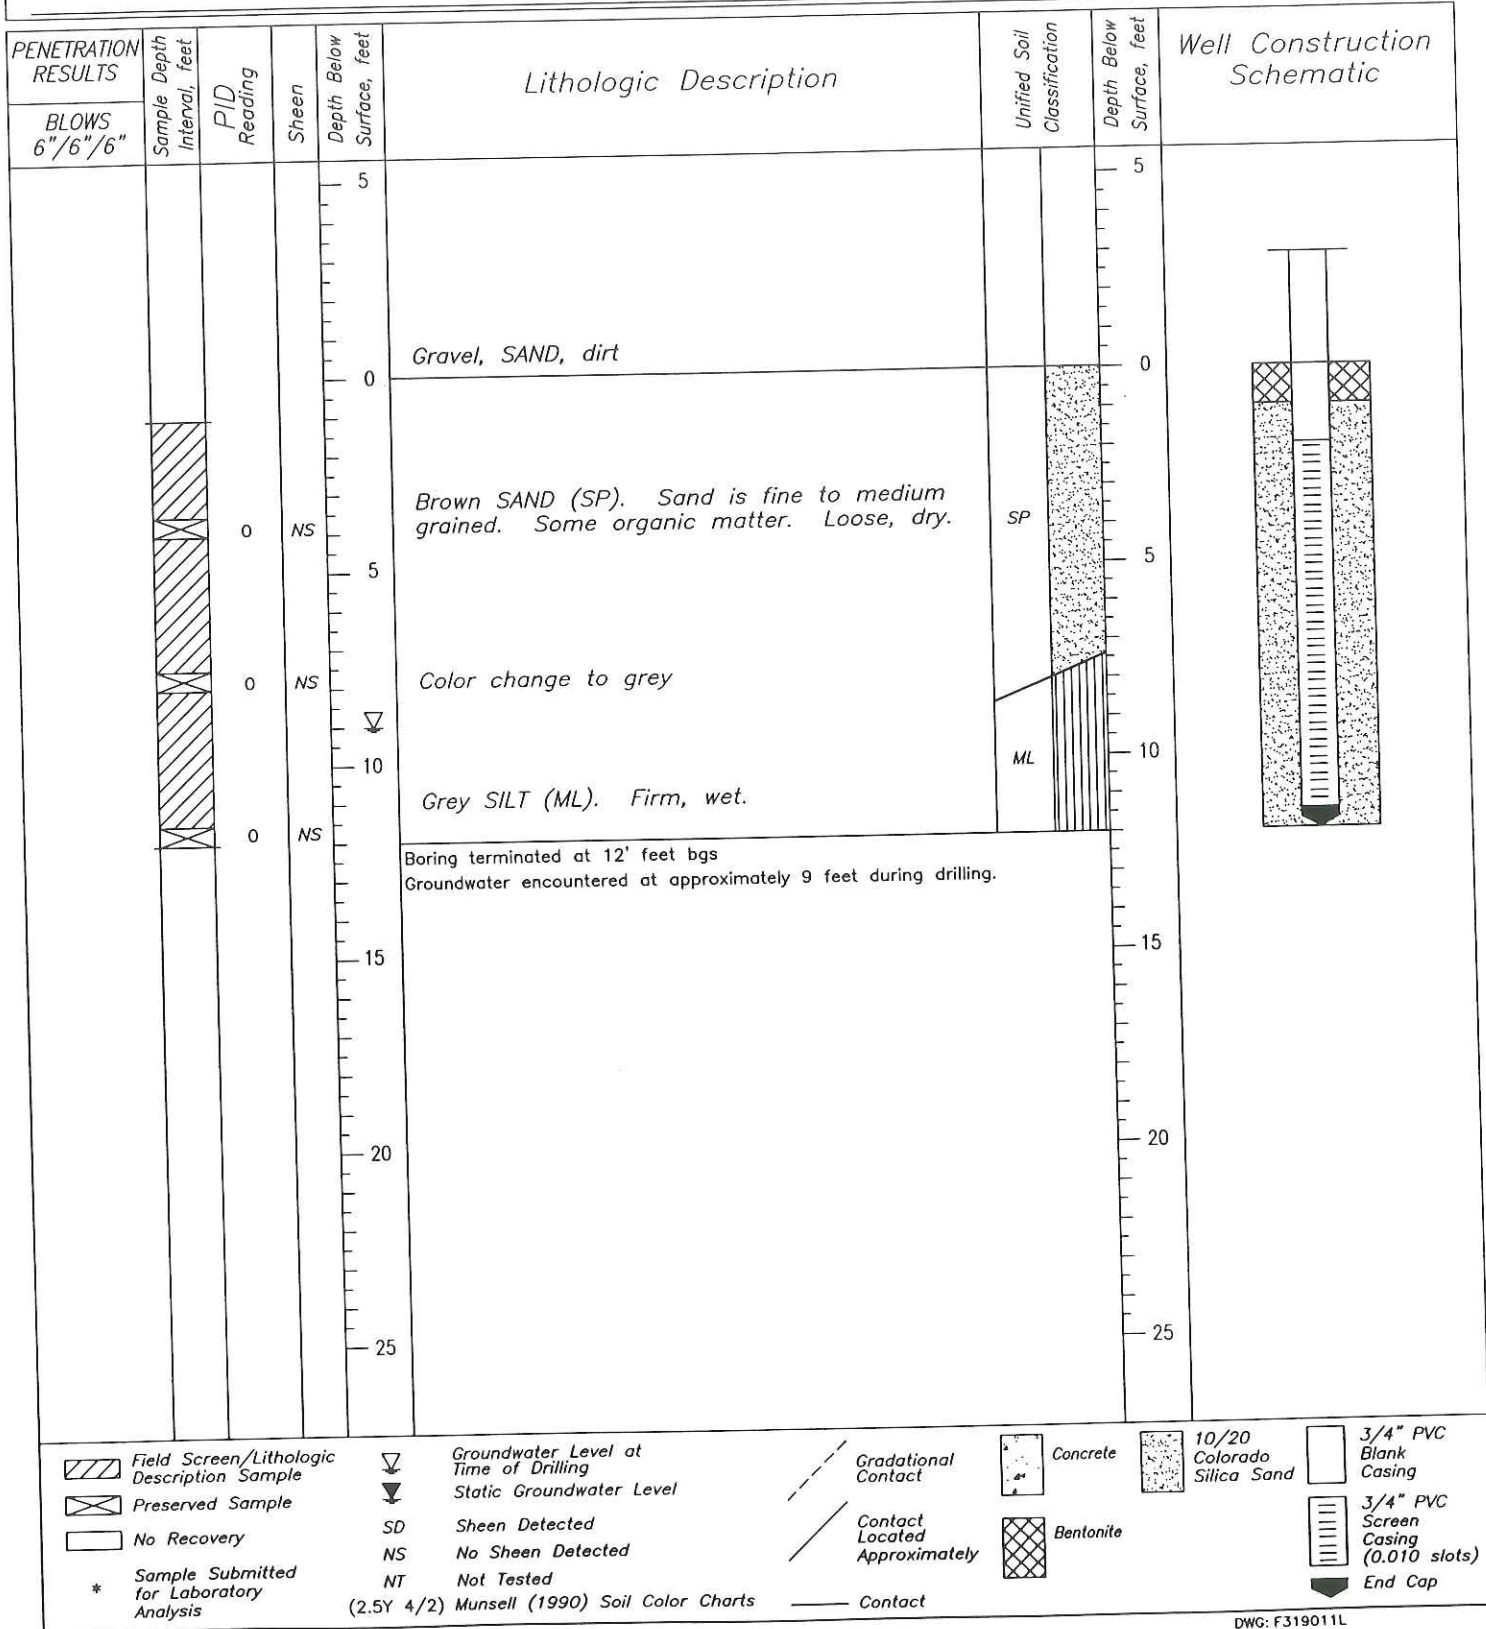 PENETRATION
RESULTS
BLOWS
6"/6"/6"
Sample Depth
Interval, feet
PID
Reading
Sheen
Depth Below
Surface, feet
Lithologic Description
Unified Soil
Classification
Depth Below
Surface, feet
Well Construction
Schematic
5
5
Gravel, SAND, dirt
0
0
Brown SAND (SP). Sand is fine to medium
grained. Some organic matter. Loose, dry.
0
NS
SP
5
5
0
NS
Color change to grey
10
ML
10
Grey SILT (ML). Firm, wet.
0
NS
Boring terminated at 12' feet bgs
Groundwater encountered at approximately 9 feet during drilling.
15
15
20
20
25
25
Field Screen/Lithologic
Description Sample
Preserved Sample
No Recovery
* Sample Submitted
for Laboratory
Analysis
Groundwater Level at
Time of Drilling
Static Groundwater Level
SD Sheen Detected
NS No Sheen Detected
NT Not Tested
(2.5Y 4/2) Munsell (1990) Soil Color Charts
Gradational
Contact
Contact
Located
Approximately
Contact
Concrete
Bentonite
10/20
Colorado
Silica Sand
3/4" PVC
Blank
Casing
3/4" PVC
Screen
Casing
(0.010 slots)
End Cap
DWG: F319011L